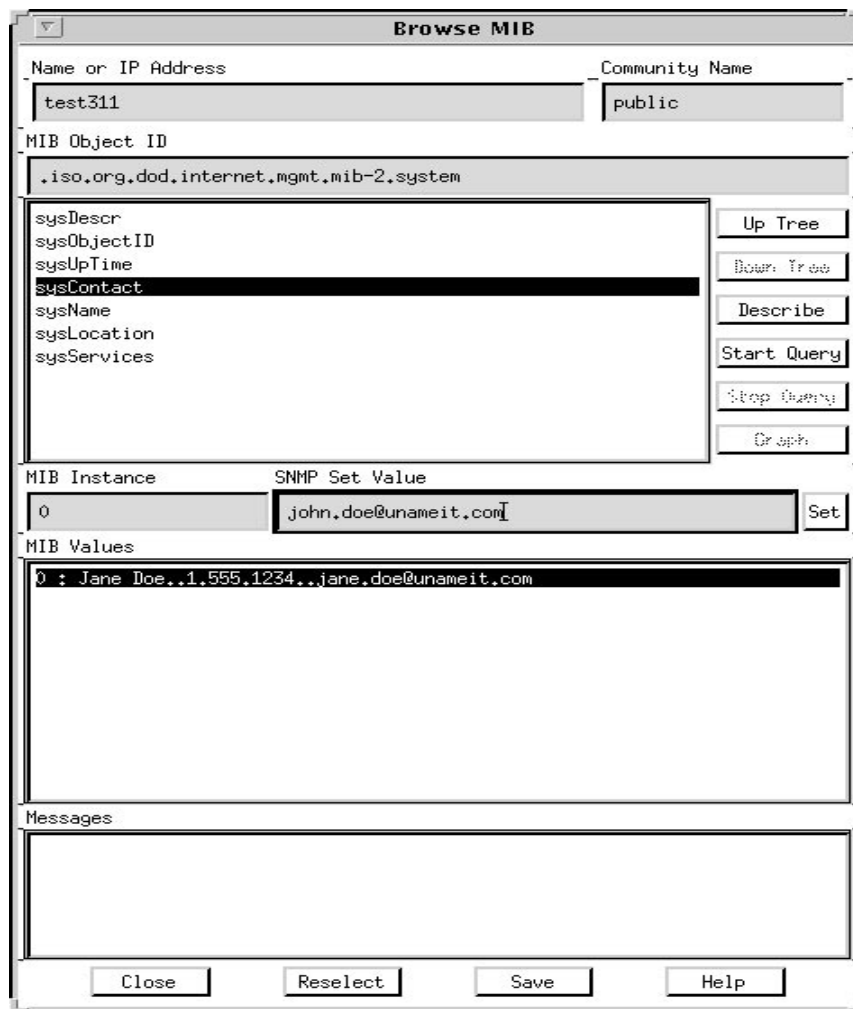 Browse MIB
Name or IP Address Community Name
test311 public
MIB Object ID
.iso.org.dod.internet.mgmt.mib-2.system
sysDescr
sysObjectID
sysUpTime
sysContact
sysName
sysLocation
sysServices
Up Tree
Down Tree
Describe
Start Query
Stop Query
Graph
MIB Instance SNMP Set Value
0 john.doe@unameit.com Set
MIB Values
0 : Jane Doe..1.555.1234..jane.doe@unameit.com
Messages
Close Reselect Save Help